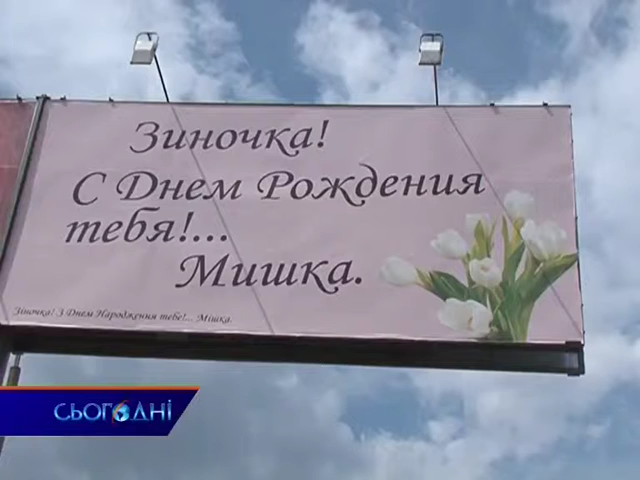 Зиночка!
С Днем Рождения
тебя!...
Мишка.
Зіночка! З Днем Народження тебе!... Мішка.
СЬОГОДНІ